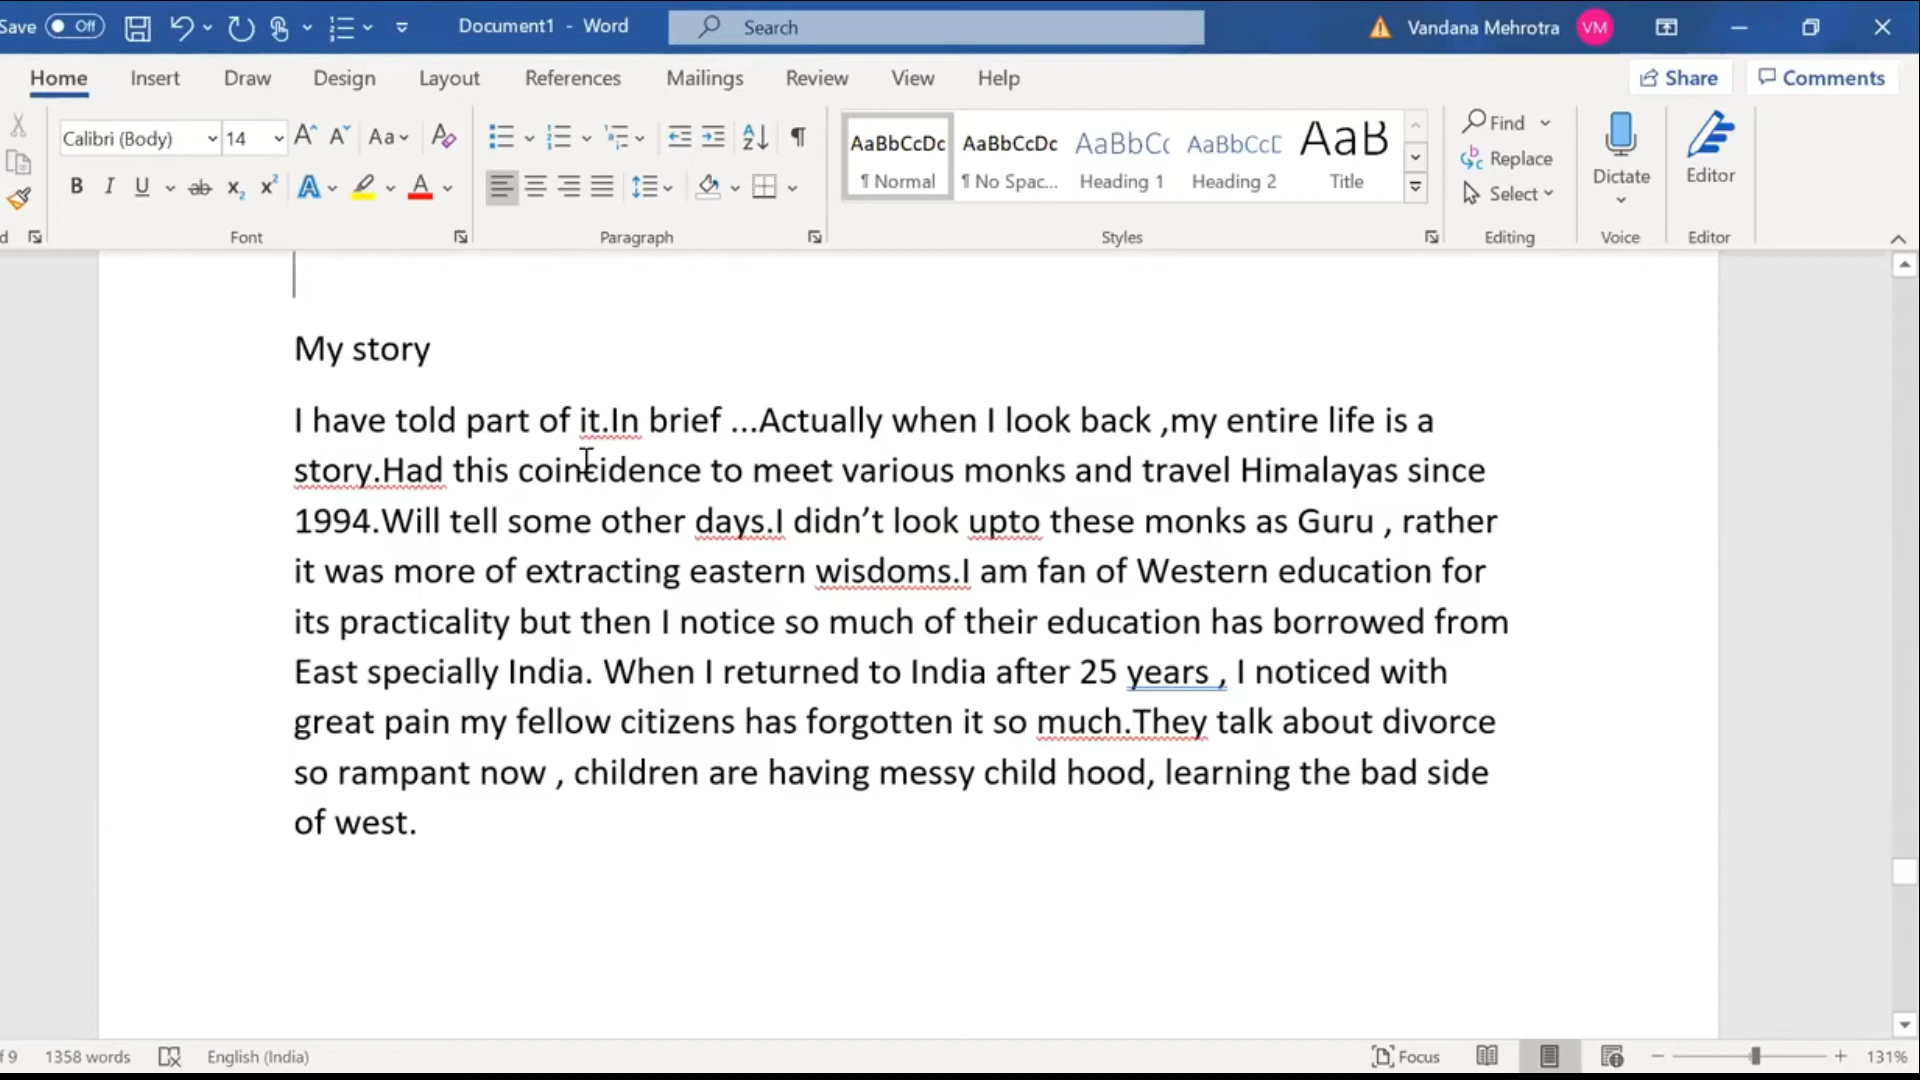 Save Off Document1 - Word Search Vandana Mehrotra VM
Home Insert Draw Design Layout References Mailings Review View Help Share Comments
Calibri (Body) 14 Aa AaBbCcDc AaBbCcDc AaBbCc AaBbCcD AaB Find
Replace
B I U ab x₂ x² A A ¶ Normal ¶ No Spac... Heading 1 Heading 2 Title Dictate Editor
Select
d Font Paragraph Styles Editing Voice Editor
My story
I have told part of it.In brief ...Actually when I look back ,my entire life is a
story.Had this coincidence to meet various monks and travel Himalayas since
1994.Will tell some other days.I didn’t look upto these monks as Guru , rather
it was more of extracting eastern wisdoms.I am fan of Western education for
its practicality but then I notice so much of their education has borrowed from
East specially India. When I returned to India after 25 years , I noticed with
great pain my fellow citizens has forgotten it so much.They talk about divorce
so rampant now , children are having messy child hood, learning the bad side
of west.
f 9 1358 words English (India) Focus 131%